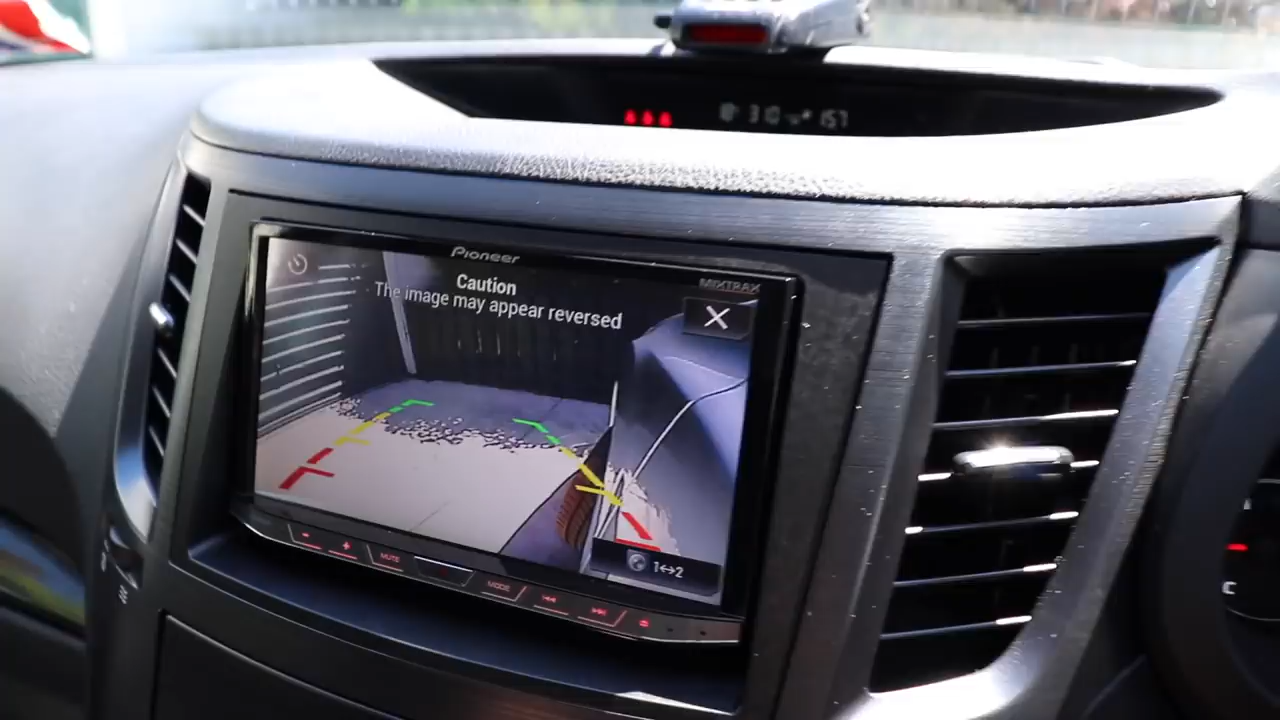 Pioneer
MIXTRAX
Caution
The image may appear reversed
1↔2
MUTE
MODE